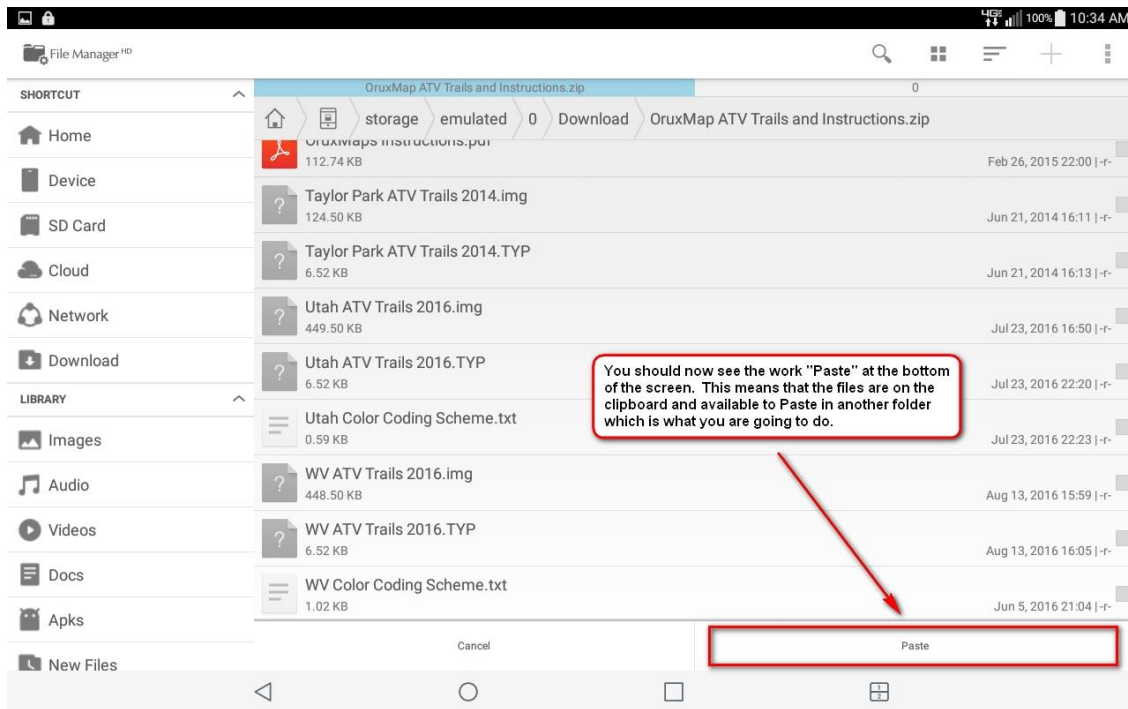 4G 100% 10:34 AM
File Manager HD
SHORTCUT
Home
Device
SD Card
Cloud
Network
Download
LIBRARY
Images
Audio
Videos
Docs
Apks
New Files
OruxMap ATV Trails and Instructions.zip
0
storage emulated 0 Download OruxMap ATV Trails and Instructions.zip
OruxMaps Instructions.pdf
112.74 KB
Feb 26, 2015 22:00 | -r-
Taylor Park ATV Trails 2014.img
124.50 KB
Jun 21, 2014 16:11 | -r-
Taylor Park ATV Trails 2014.TYP
6.52 KB
Jun 21, 2014 16:13 | -r-
Utah ATV Trails 2016.img
449.50 KB
Jul 23, 2016 16:50 | -r-
Utah ATV Trails 2016.TYP
6.52 KB
Jul 23, 2016 22:20 | -r-
Utah Color Coding Scheme.txt
0.59 KB
Jul 23, 2016 22:23 | -r-
WV ATV Trails 2016.img
448.50 KB
Aug 13, 2016 15:59 | -r-
WV ATV Trails 2016.TYP
6.52 KB
Aug 13, 2016 16:05 | -r-
WV Color Coding Scheme.txt
1.02 KB
Jun 5, 2016 21:04 | -r-
You should now see the work "Paste" at the bottom
of the screen. This means that the files are on the
clipboard and available to Paste in another folder
which is what you are going to do.
Cancel
Paste
1
2